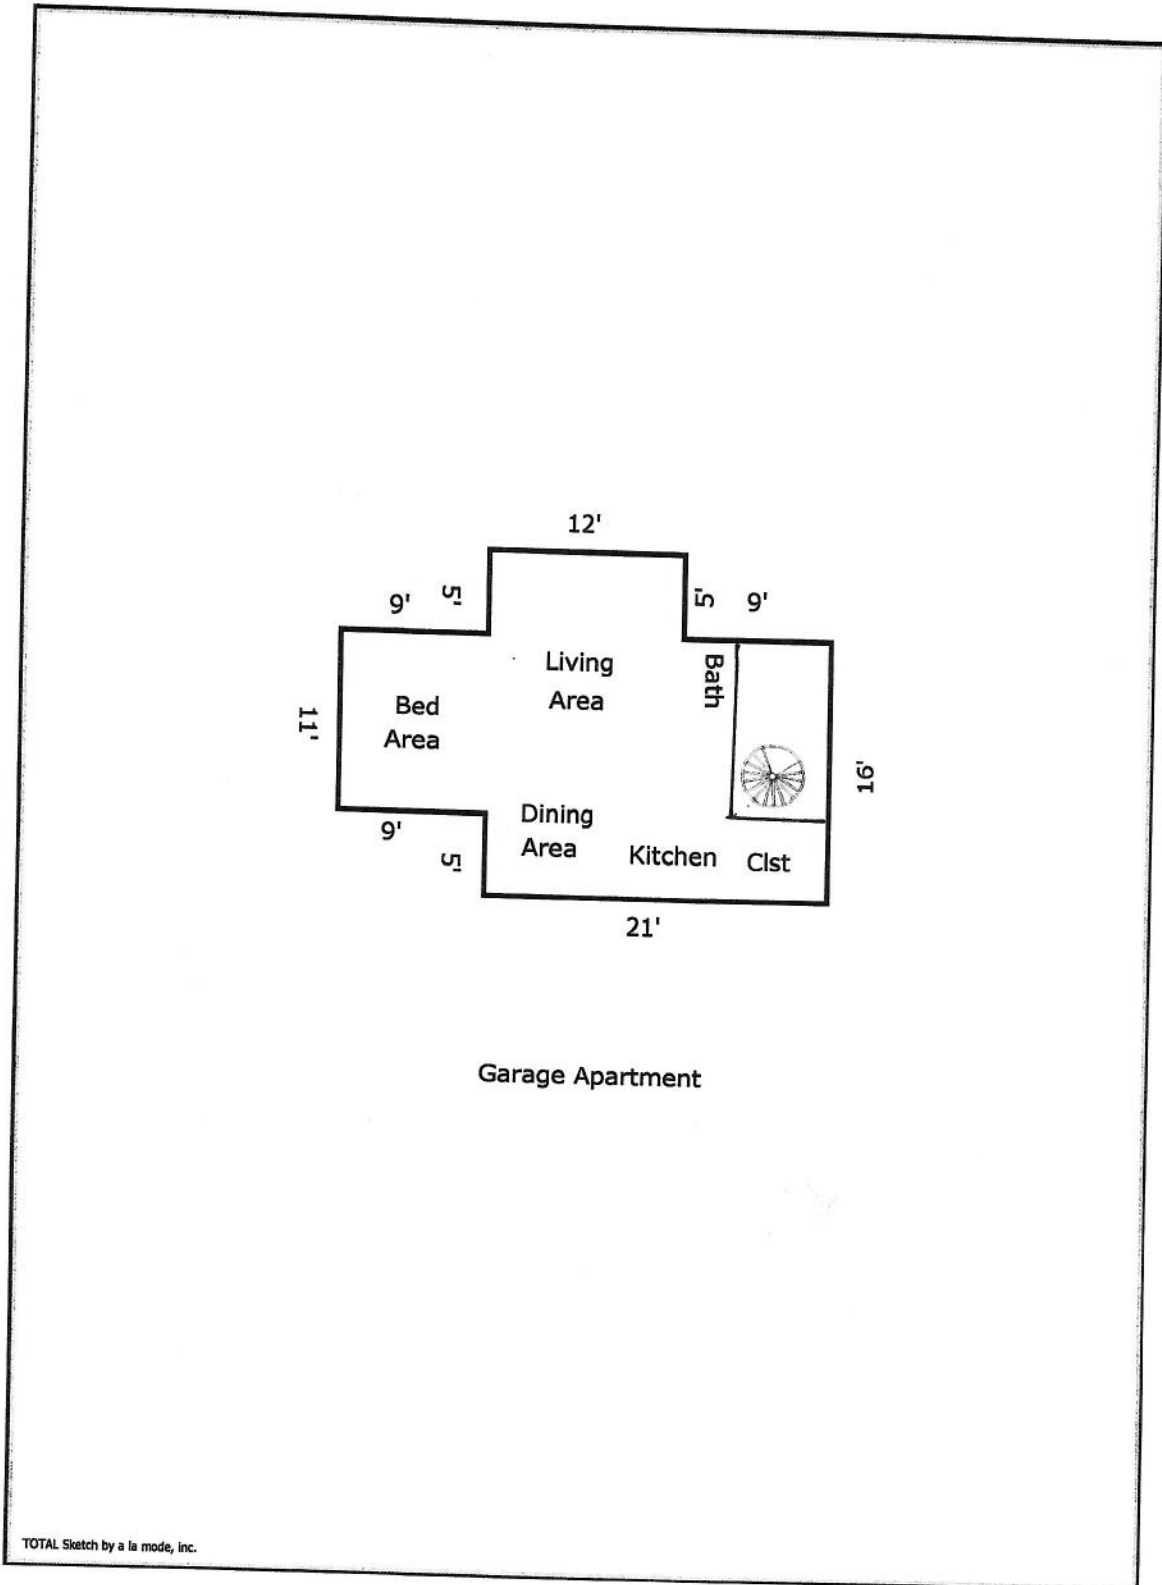 12'
9'
5'
5'
9'
Living
Area
Bath
Bed
Area
11'
16'
Dining
Area
9'
5'
Kitchen
Clst
21'
Garage Apartment
TOTAL Sketch by a la mode, inc.